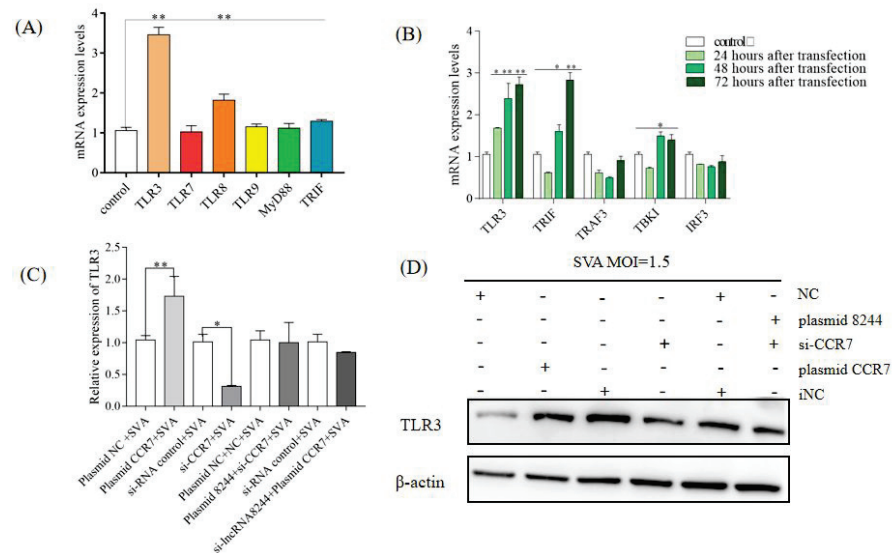 (A)
** **
mRNA expression levels
4
3
2
1
0
control
TLR3
TLR7
TLR8
TLR9
MyD88
TRIF
(B)
control□
24 hours after transfection
48 hours after transfection
72 hours after transfection
mRNA expression levels
4
3
2
1
0
* ** **
* **
*
TLR3
TRIF
TRAF3
TBK1
IRF3
(C)
Relative expression of TLR3
2.5
2.0
1.5
1.0
0.5
0.0
**
*
Plasmid NC+SVA
Plasmid CCR7+SVA
si-RNA control+SVA
si-CCR7+SVA
Plasmid NC+NC+SVA
Plasmid 8244+si-CCR7+SVA
si-RNA control+SVA
si-lncRNA8244+Plasmid CCR7+SVA
(D)
SVA MOI=1.5
+ - - - + - NC
- - - - - + plasmid 8244
- - - + - + si-CCR7
- + - - - - plasmid CCR7
- - + - + - iNC
TLR3
β-actin